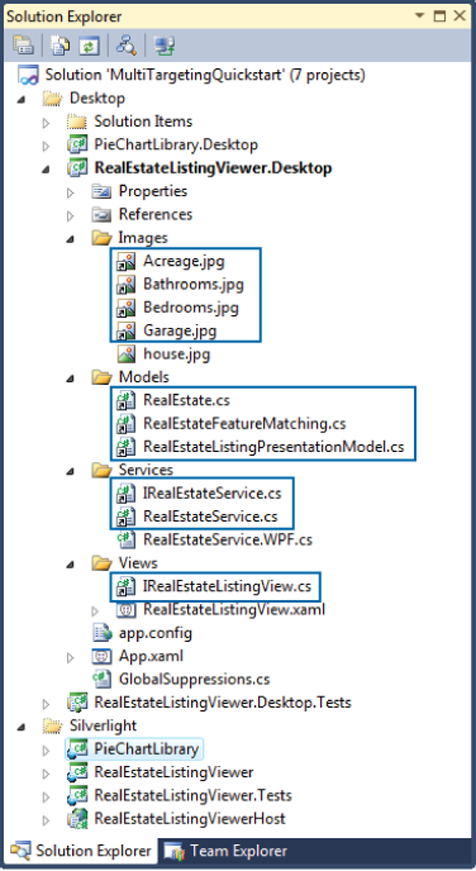 Solution Explorer
Solution 'MultiTargetingQuickstart' (7 projects)
Desktop
Solution Items
PieChartLibrary.Desktop
RealEstateListingViewer.Desktop
Properties
References
Images
Acreage.jpg
Bathrooms.jpg
Bedrooms.jpg
Garage.jpg
house.jpg
Models
RealEstate.cs
RealEstateFeatureMatching.cs
RealEstateListingPresentationModel.cs
Services
IRealEstateService.cs
RealEstateService.cs
RealEstateService.WPF.cs
Views
IRealEstateListingView.cs
RealEstateListingView.xaml
app.config
App.xaml
GlobalSuppressions.cs
RealEstateListingViewer.Desktop.Tests
Silverlight
PieChartLibrary
RealEstateListingViewer
RealEstateListingViewer.Tests
RealEstateListingViewerHost
Solution Explorer Team Explorer